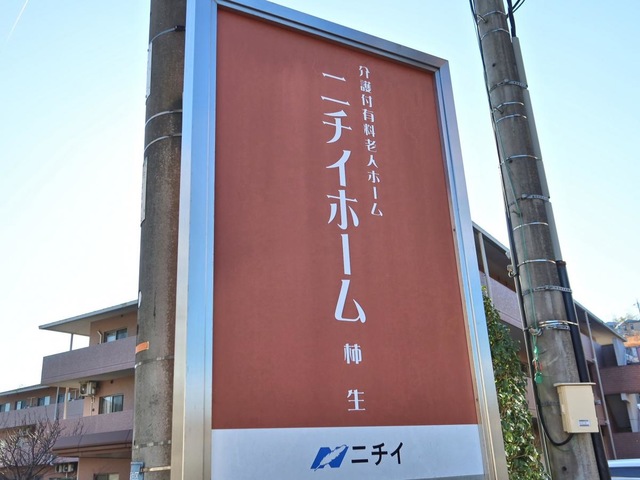 介護付有料老人ホーム
ニチイホーム 柿生
ニチイ